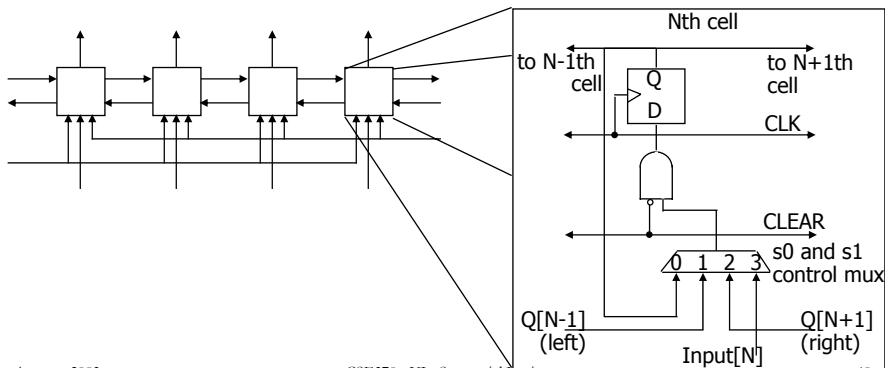 Nth cell
to N-1th
cell
to N+1th
cell
Q
D
CLK
CLEAR
s0 and s1
control mux
0 1 2 3
Q[N-1]
(left)
Q[N+1]
(right)
Input[N]